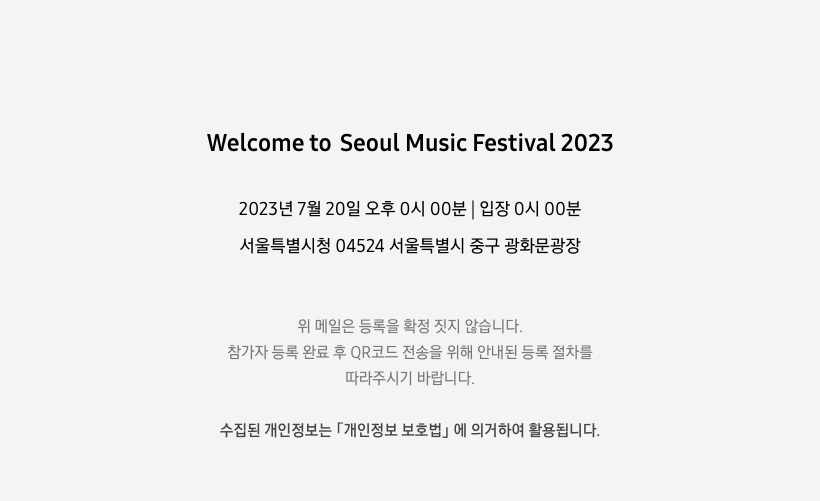 Welcome to Seoul Music Festival 2023
2023년 7월 20일 오후 0시 00분 | 입장 0시 00분
서울특별시청 04524 서울특별시 중구 광화문광장
위 메일은 등록을 확정 짓지 않습니다.
참가자 등록 완료 후 QR코드 전송을 위해 안내된 등록 절차를
따라주시기 바랍니다.
수집된 개인정보는 「개인정보 보호법」 에 의거하여 활용됩니다.